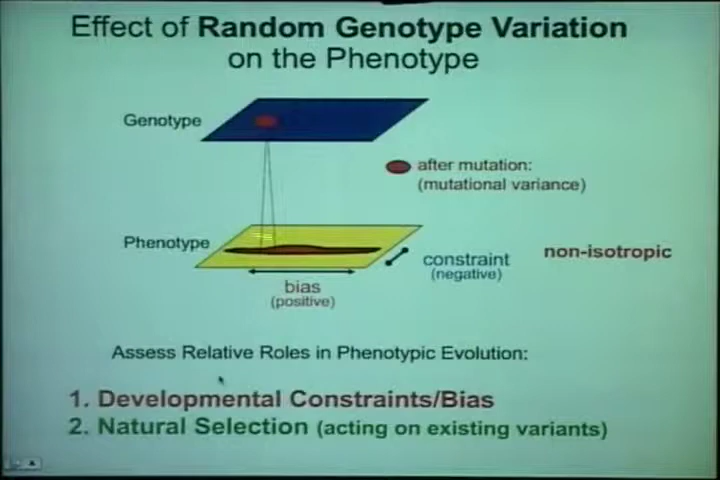 Effect of Random Genotype Variation
on the Phenotype
Genotype
after mutation:
(mutational variance)
Phenotype
constraint
(negative)
non-isotropic
bias
(positive)
Assess Relative Roles in Phenotypic Evolution:
1. Developmental Constraints/Bias
2. Natural Selection (acting on existing variants)